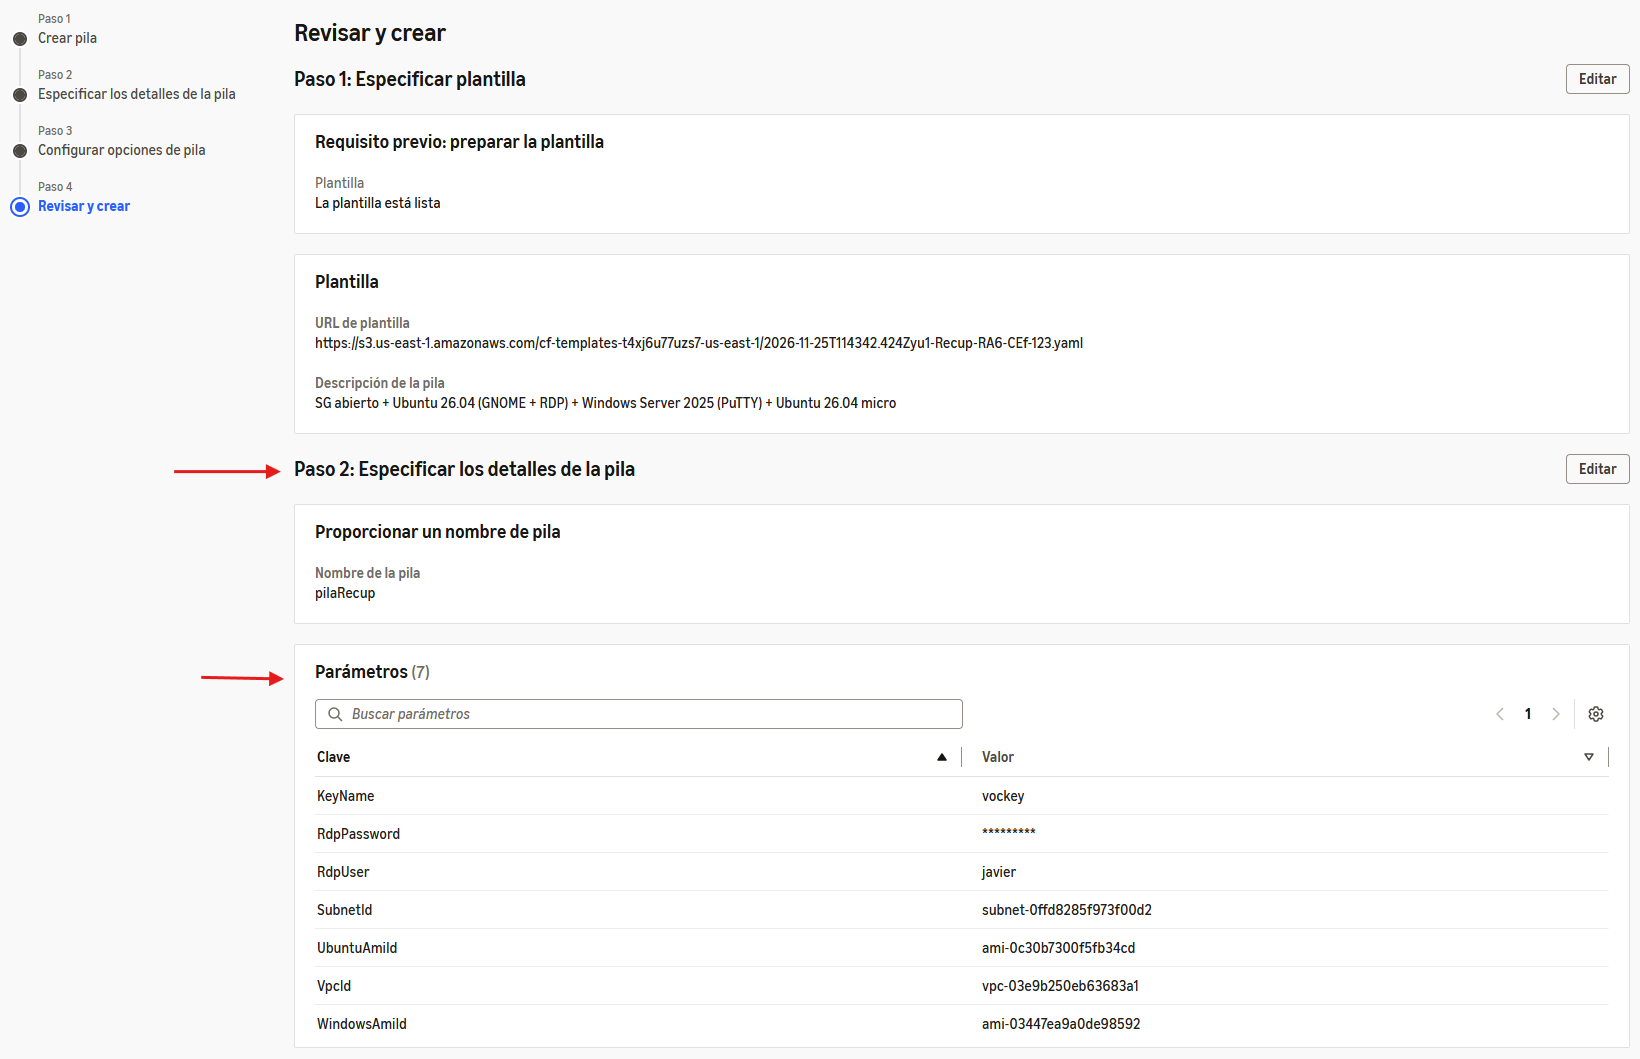 Paso 1
Crear pila
Paso 2
Especificar los detalles de la pila
Paso 3
Configurar opciones de pila
Paso 4
Revisar y crear
Revisar y crear
Paso 1: Especificar plantilla
Editar
Requisito previo: preparar la plantilla
Plantilla
La plantilla está lista
Plantilla
URL de plantilla
https://s3.us-east-1.amazonaws.com/cf-templates-t4xj6u77uzs7-us-east-1/2026-11-25T114342.424Zyu1-Recup-RA6-CEf-123.yaml
Descripción de la pila
SG abierto + Ubuntu 26.04 (GNOME + RDP) + Windows Server 2025 (PuTTY) + Ubuntu 26.04 micro
Paso 2: Especificar los detalles de la pila
Editar
Proporcionar un nombre de pila
Nombre de la pila
pilaRecup
Parámetros (7)
Buscar parámetros
1
Clave Valor
KeyName vockey
RdpPassword *********
RdpUser javier
SubnetId subnet-0ffd8285f973f00d2
UbuntuAmiId ami-0c30b7300f5fb34cd
VpcId vpc-03e9b250eb63683a1
WindowsAmiId ami-03447ea9a0de98592